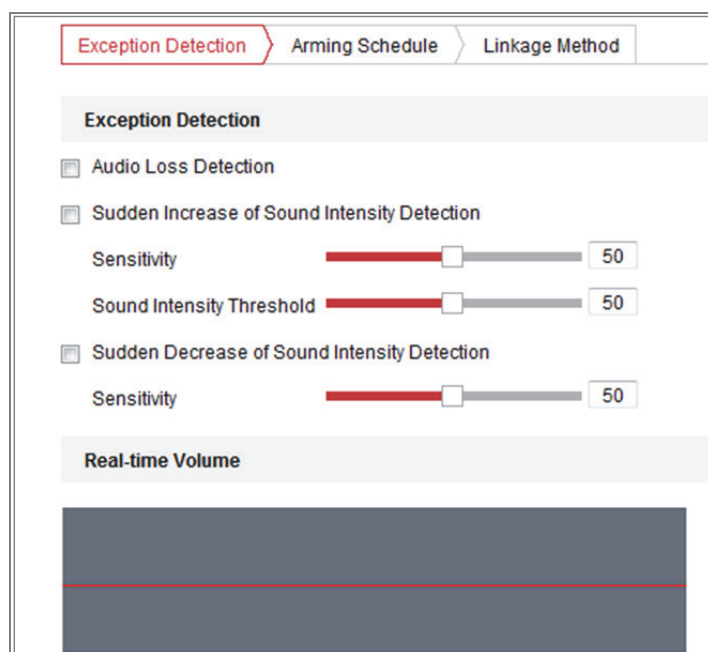 Exception Detection Arming Schedule Linkage Method
Exception Detection
Audio Loss Detection
Sudden Increase of Sound Intensity Detection
Sensitivity 50
Sound Intensity Threshold 50
Sudden Decrease of Sound Intensity Detection
Sensitivity 50
Real-time Volume